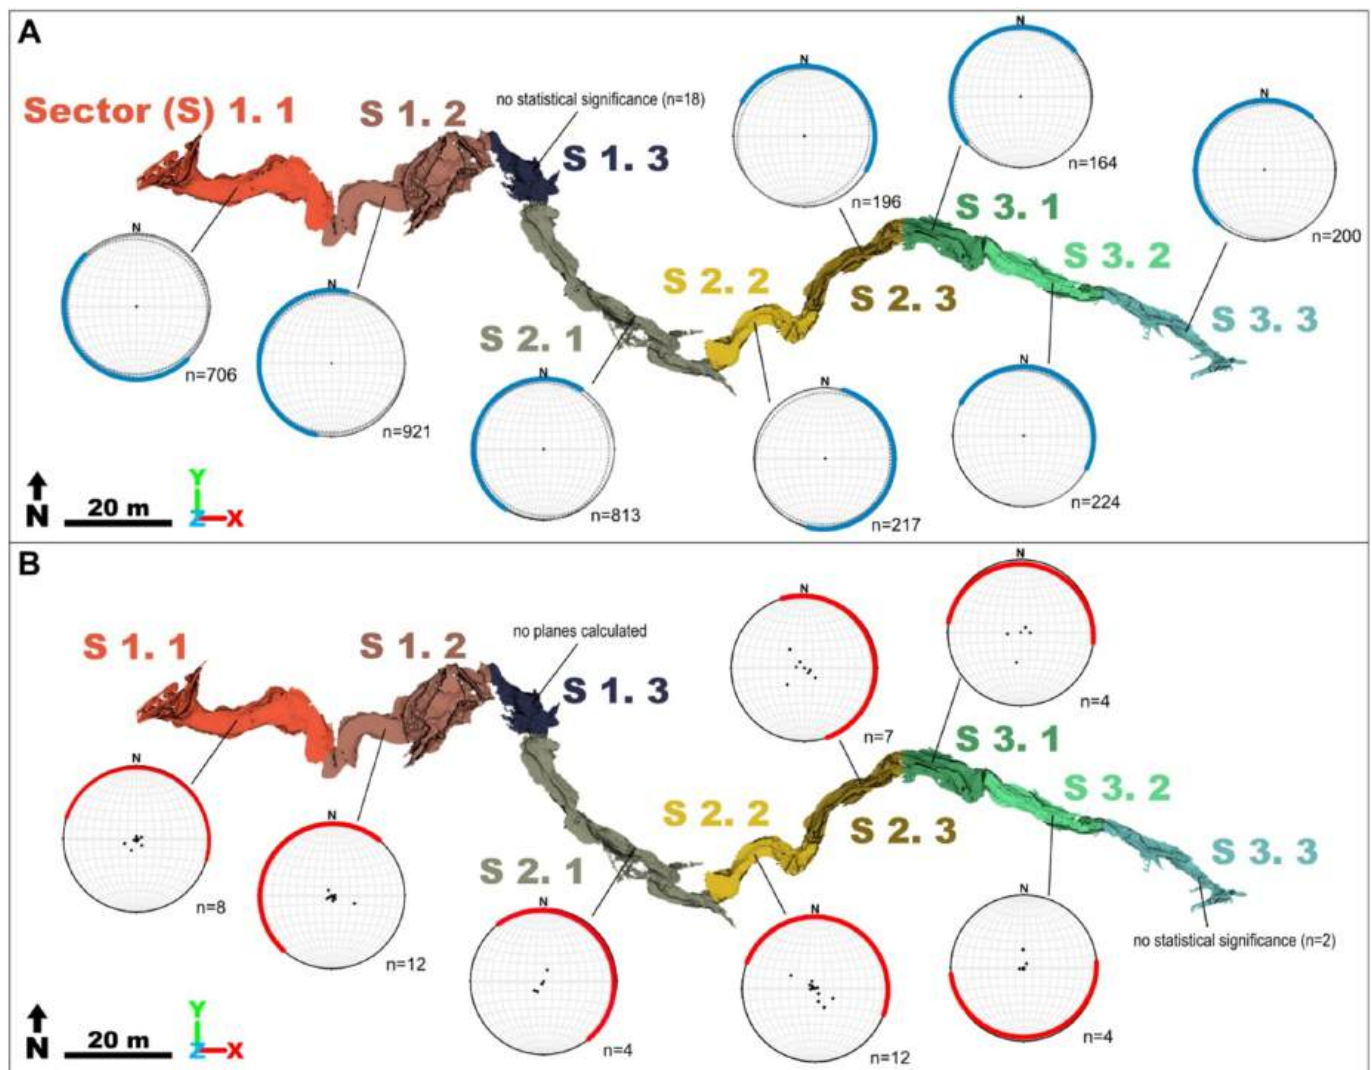 A
Sector (S) 1. 1
S 1. 2
no statistical significance (n=18)
S 1. 3
N
n=196
N
n=164
S 3. 1
N
n=200
S 3. 2
S 3. 3
S 2. 2
S 2. 3
S 2. 1
N
n=706
N
n=921
N
n=813
N
n=217
N
n=224
N
20 m
Y
Z
X
B
S 1. 1
S 1. 2
no planes calculated
S 1. 3
N
n=7
N
n=4
S 3. 1
S 3. 2
S 3. 3
S 2. 2
S 2. 3
S 2. 1
N
n=8
N
n=12
N
n=4
N
n=12
N
n=4
no statistical significance (n=2)
N
20 m
Y
Z
X